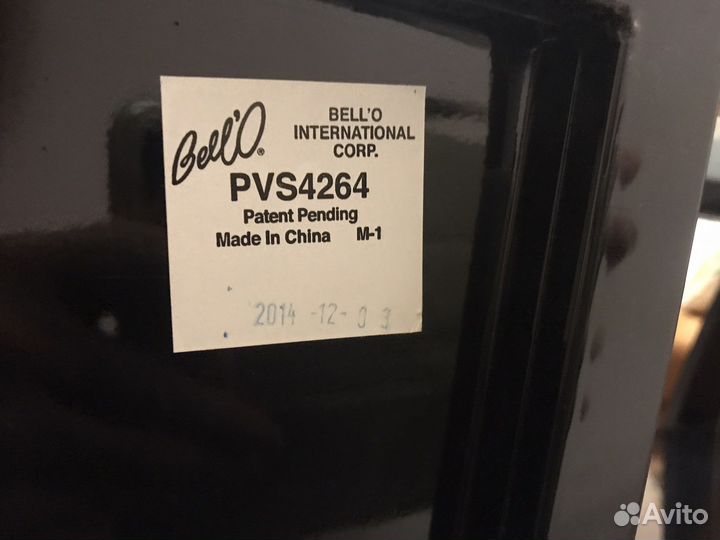 Bell'O®
BELL'O
INTERNATIONAL
CORP.
PVS4264
Patent Pending
Made In China M-1
2014-12-03
Avito